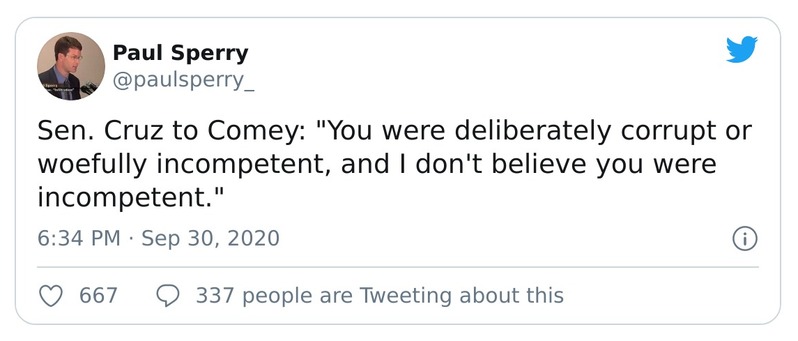 Paul Sperry
@paulsperry_
Sen. Cruz to Comey: "You were deliberately corrupt or
woefully incompetent, and I don't believe you were
incompetent."
6:34 PM · Sep 30, 2020
667
337 people are Tweeting about this